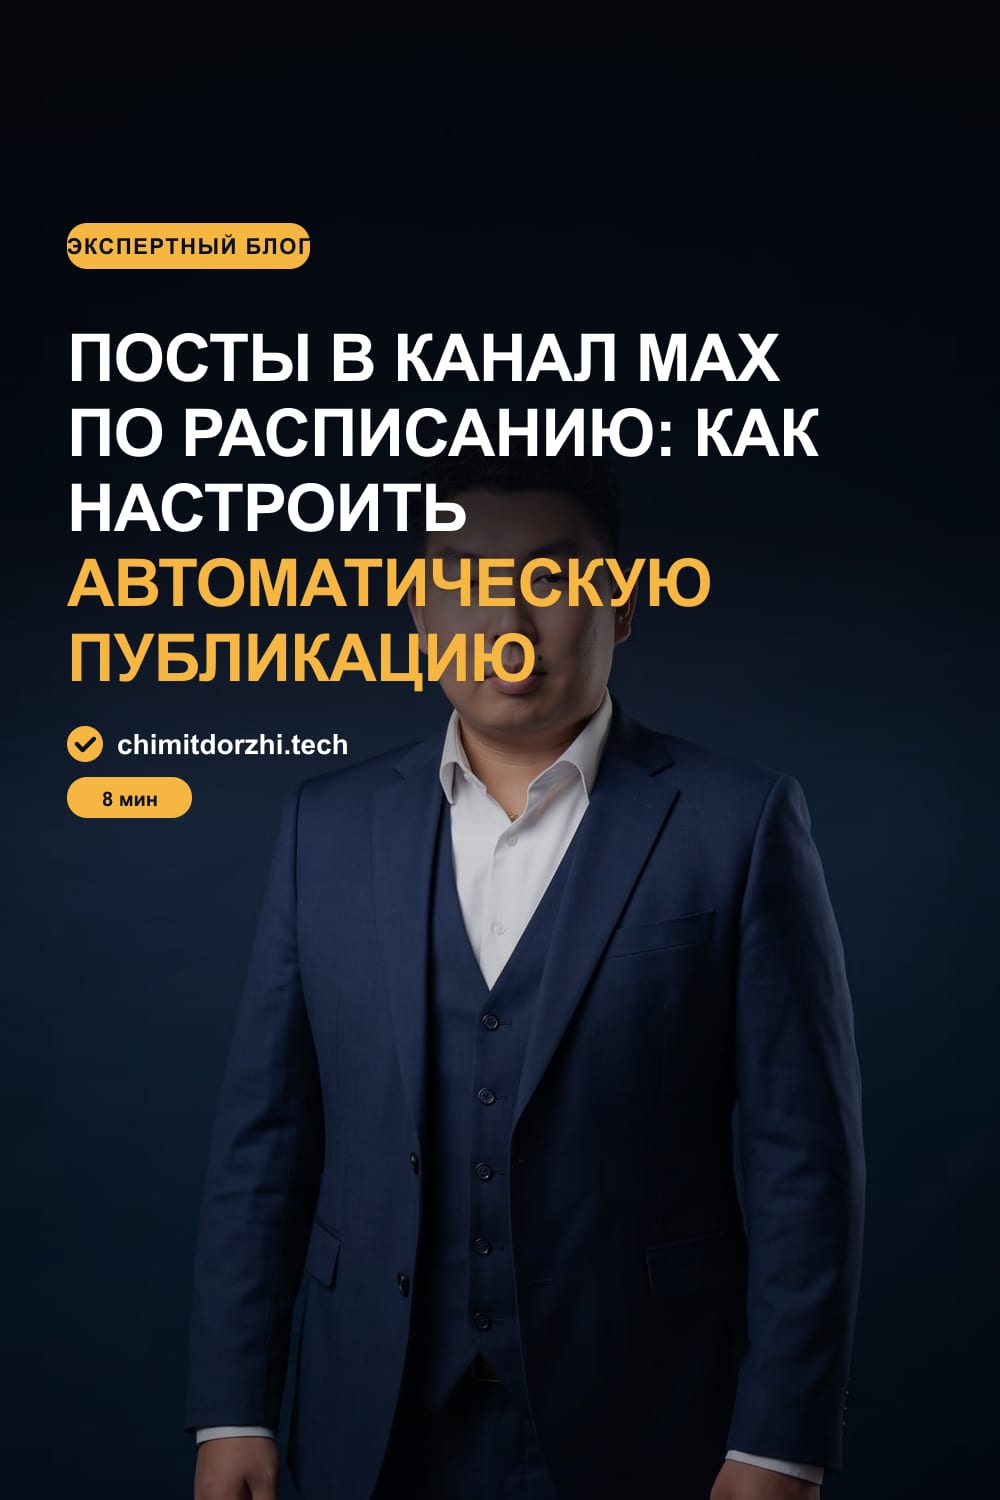 ЭКСПЕРТНЫЙ БЛОГ
ПОСТЫ В КАНАЛ MAX
ПО РАСПИСАНИЮ: КАК
НАСТРОИТЬ
АВТОМАТИЧЕСКУЮ
ПУБЛИКАЦИЮ
chimitdorzhi.tech
8 мин